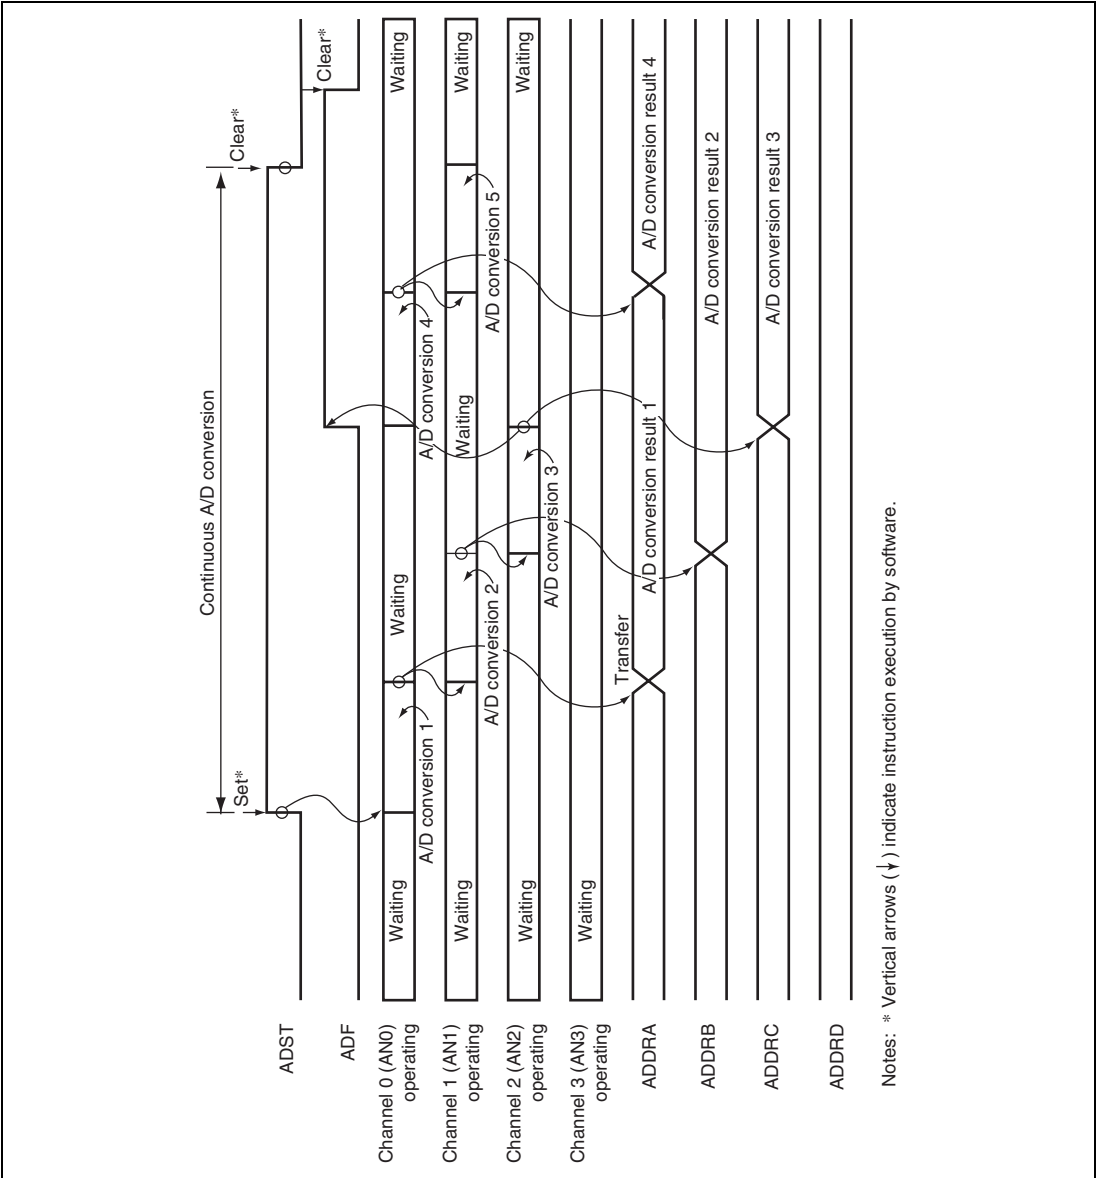 Continuous A/D conversion
Set*
Clear*
ADST
Clear*
ADF
Channel 0 (AN0)
operating
Waiting
A/D conversion 1
Waiting
A/D conversion 4
Waiting
Channel 1 (AN1)
operating
Waiting
A/D conversion 2
Waiting
A/D conversion 5
Waiting
Channel 2 (AN2)
operating
Waiting
A/D conversion 3
Waiting
Channel 3 (AN3)
operating
Waiting
Transfer
ADDRA
A/D conversion result 1
A/D conversion result 4
ADDRB
A/D conversion result 2
ADDRC
A/D conversion result 3
ADDRD
Notes: * Vertical arrows (↓) indicate instruction execution by software.